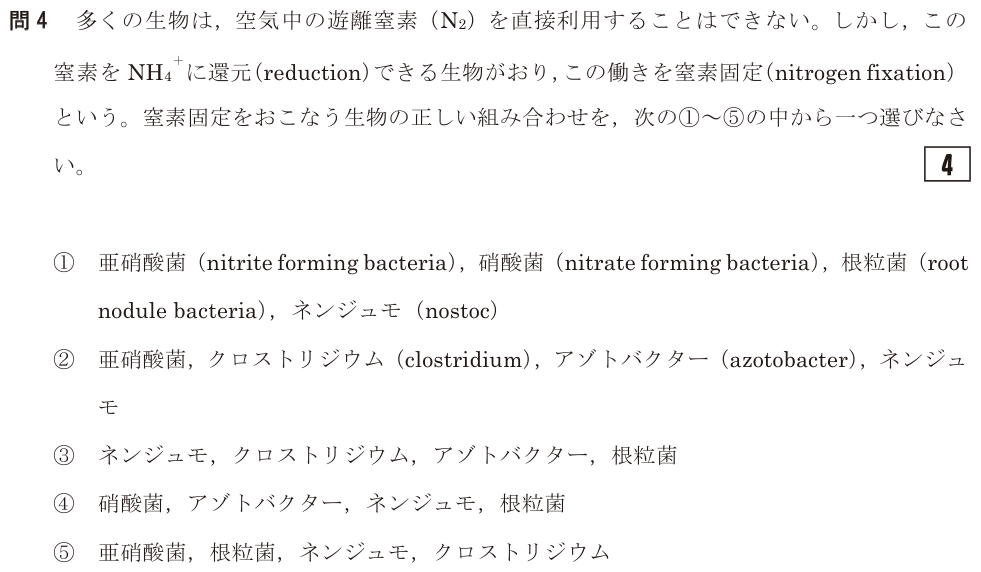 問4 多くの生物は，空気中の遊離窒素（N₂）を直接利用することはできない。しかし，この
窒素を NH₄⁺に還元(reduction)できる生物がおり，この働きを窒素固定(nitrogen fixation)
という。窒素固定をおこなう生物の正しい組み合わせを，次の①～⑤の中から一つ選びなさ
い。 4
① 亜硝酸菌（nitrite forming bacteria），硝酸菌（nitrate forming bacteria），根粒菌（root
nodule bacteria），ネンジュモ（nostoc）
② 亜硝酸菌，クロストリジウム（clostridium），アゾトバクター（azotobacter），ネンジュ
モ
③ ネンジュモ，クロストリジウム，アゾトバクター，根粒菌
④ 硝酸菌，アゾトバクター，ネンジュモ，根粒菌
⑤ 亜硝酸菌，根粒菌，ネンジュモ，クロストリジウム